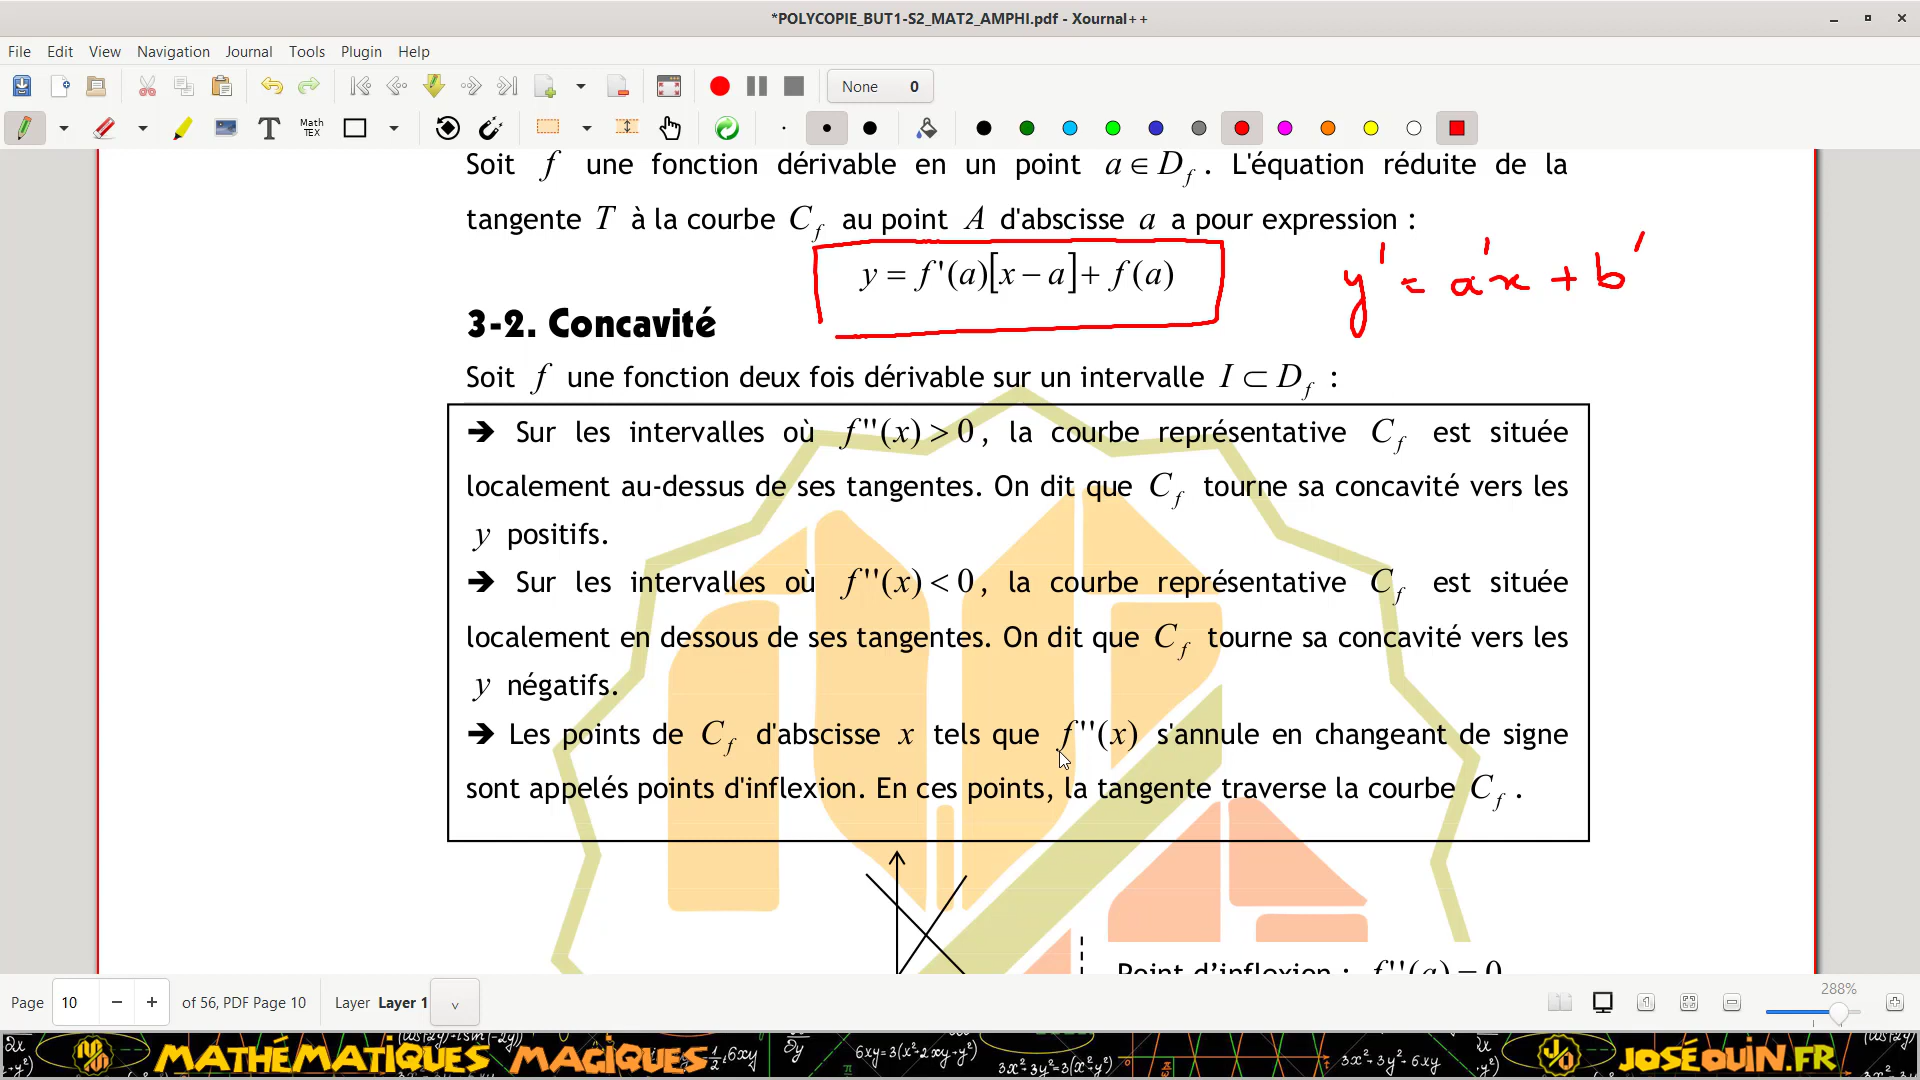 *POLYCOPIE_BUT1-S2_MAT2_AMPHI.pdf - Xournal++
File Edit View Navigation Journal Tools Plugin Help
None 0
T Math TEX
Soit f une fonction dérivable en un point a ∈ D_f . L'équation réduite de la
tangente T à la courbe C_f au point A d'abscisse a a pour expression :
y = f'(a)[x − a] + f(a)
y' = a'x + b'
3-2. Concavité
Soit f une fonction deux fois dérivable sur un intervalle I ⊂ D_f :
➔ Sur les intervalles où f''(x) > 0, la courbe représentative C_f est située
localement au-dessus de ses tangentes. On dit que C_f tourne sa concavité vers les
y positifs.
➔ Sur les intervalles où f''(x) < 0, la courbe représentative C_f est située
localement en dessous de ses tangentes. On dit que C_f tourne sa concavité vers les
y négatifs.
➔ Les points de C_f d'abscisse x tels que f''(x) s'annule en changeant de signe
sont appelés points d'inflexion. En ces points, la tangente traverse la courbe C_f .
Point d’inflexion : f''(a) = 0
Page 10 − + of 56, PDF Page 10 Layer Layer 1 288%
MATHÉMATIQUES MAGIQUES JOSÉOUIN.FR